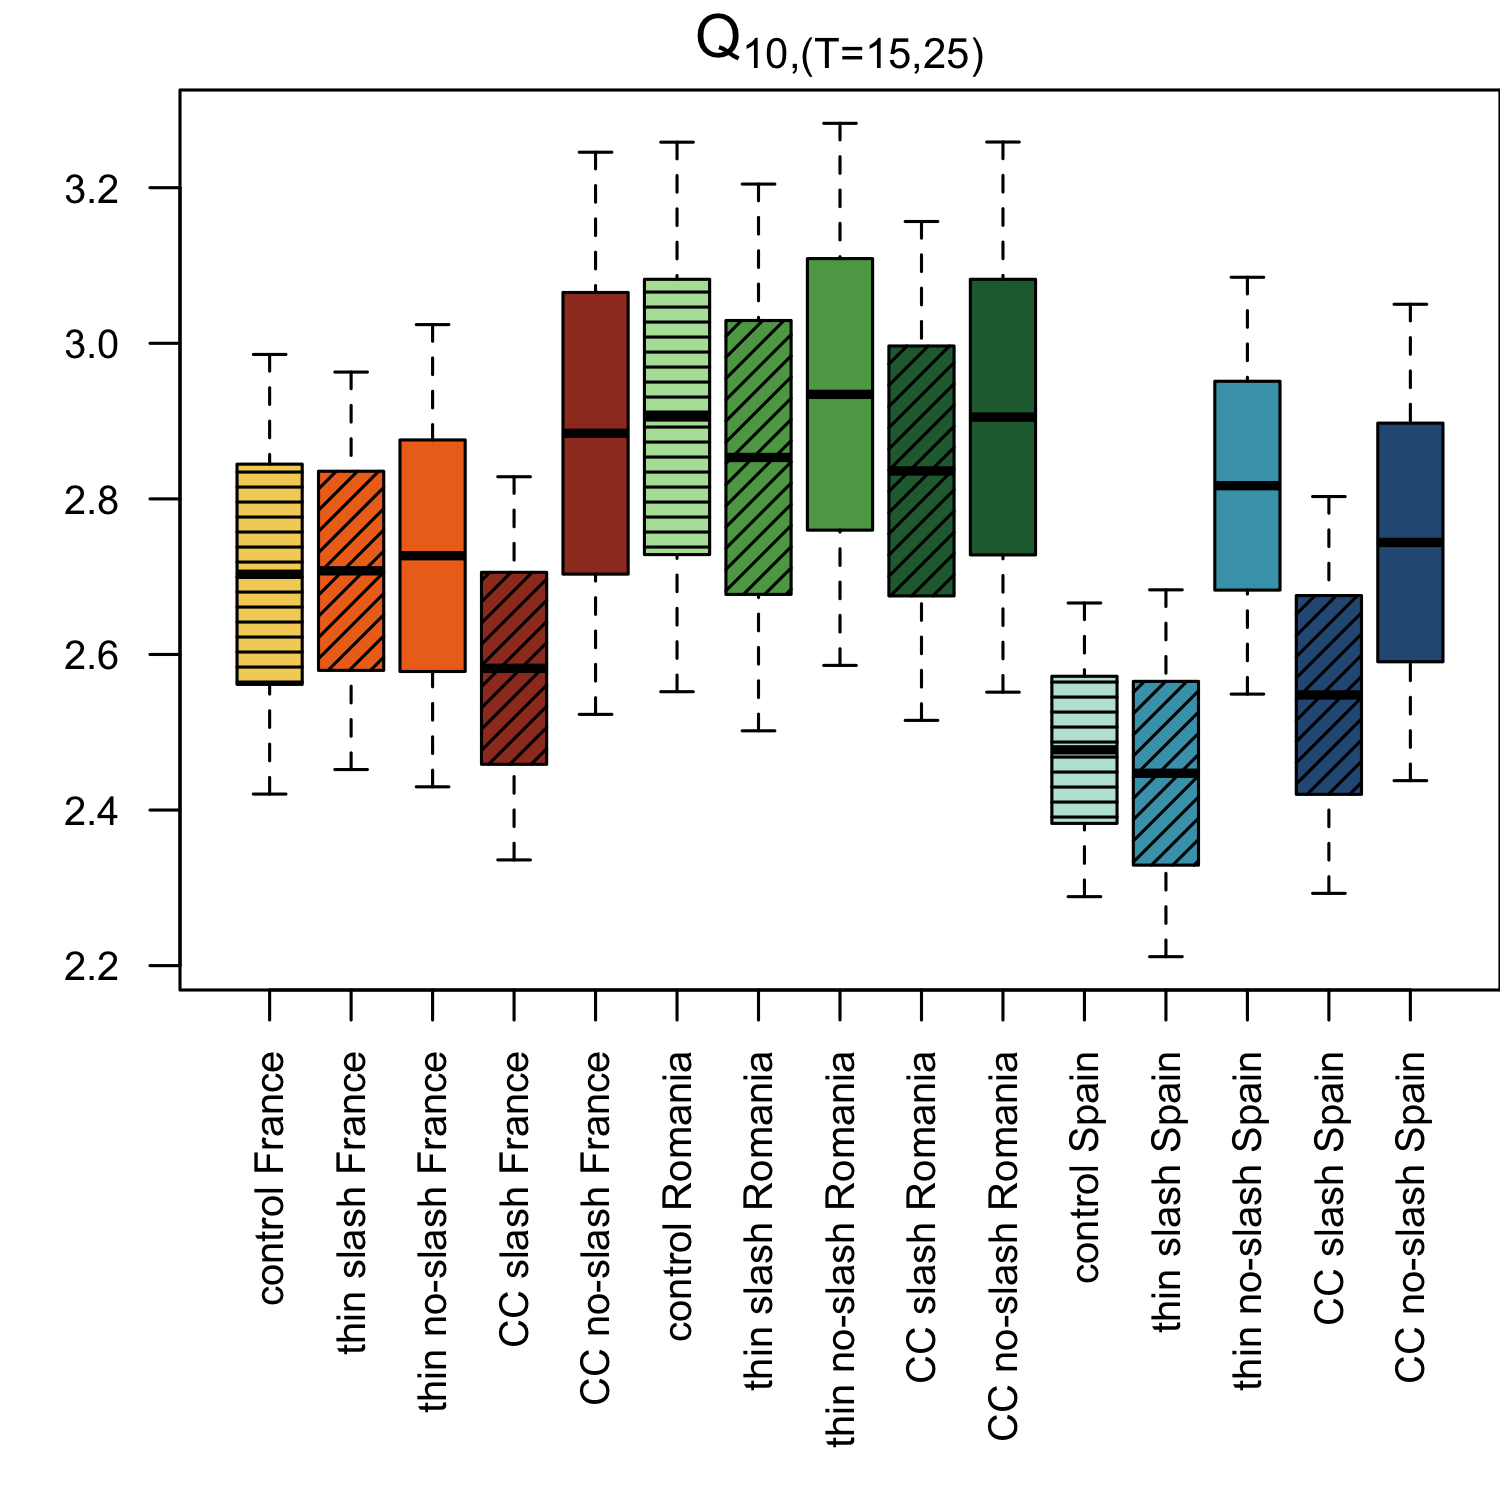 Q10,(T=15,25)
3.2
3.0
2.8
2.6
2.4
2.2
control France
thin slash France
thin no-slash France
CC slash France
CC no-slash France
control Romania
thin slash Romania
thin no-slash Romania
CC slash Romania
CC no-slash Romania
control Spain
thin slash Spain
thin no-slash Spain
CC slash Spain
CC no-slash Spain